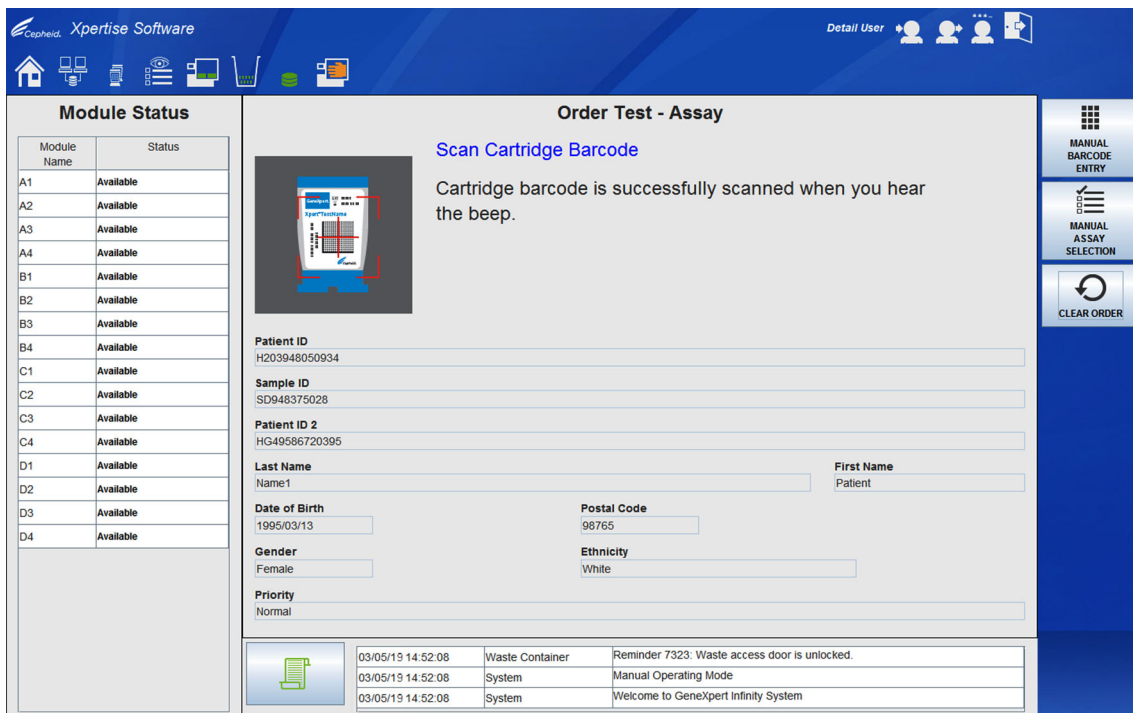 Cepheid. Xpertise Software
Detail User
Module Status
Module Name Status
A1 Available
A2 Available
A3 Available
A4 Available
B1 Available
B2 Available
B3 Available
B4 Available
C1 Available
C2 Available
C3 Available
C4 Available
D1 Available
D2 Available
D3 Available
D4 Available
Order Test - Assay
Scan Cartridge Barcode
Cartridge barcode is successfully scanned when you hear
the beep.
GeneXpert
Xpert TestName
Cepheid
Patient ID
H203948050934
Sample ID
SD948375028
Patient ID 2
HG49586720395
Last Name First Name
Name1 Patient
Date of Birth Postal Code
1995/03/13 98765
Gender Ethnicity
Female White
Priority
Normal
03/05/19 14:52:08 Waste Container Reminder 7323: Waste access door is unlocked.
03/05/19 14:52:08 System Manual Operating Mode
03/05/19 14:52:08 System Welcome to GeneXpert Infinity System
MANUAL
BARCODE
ENTRY
MANUAL
ASSAY
SELECTION
CLEAR ORDER